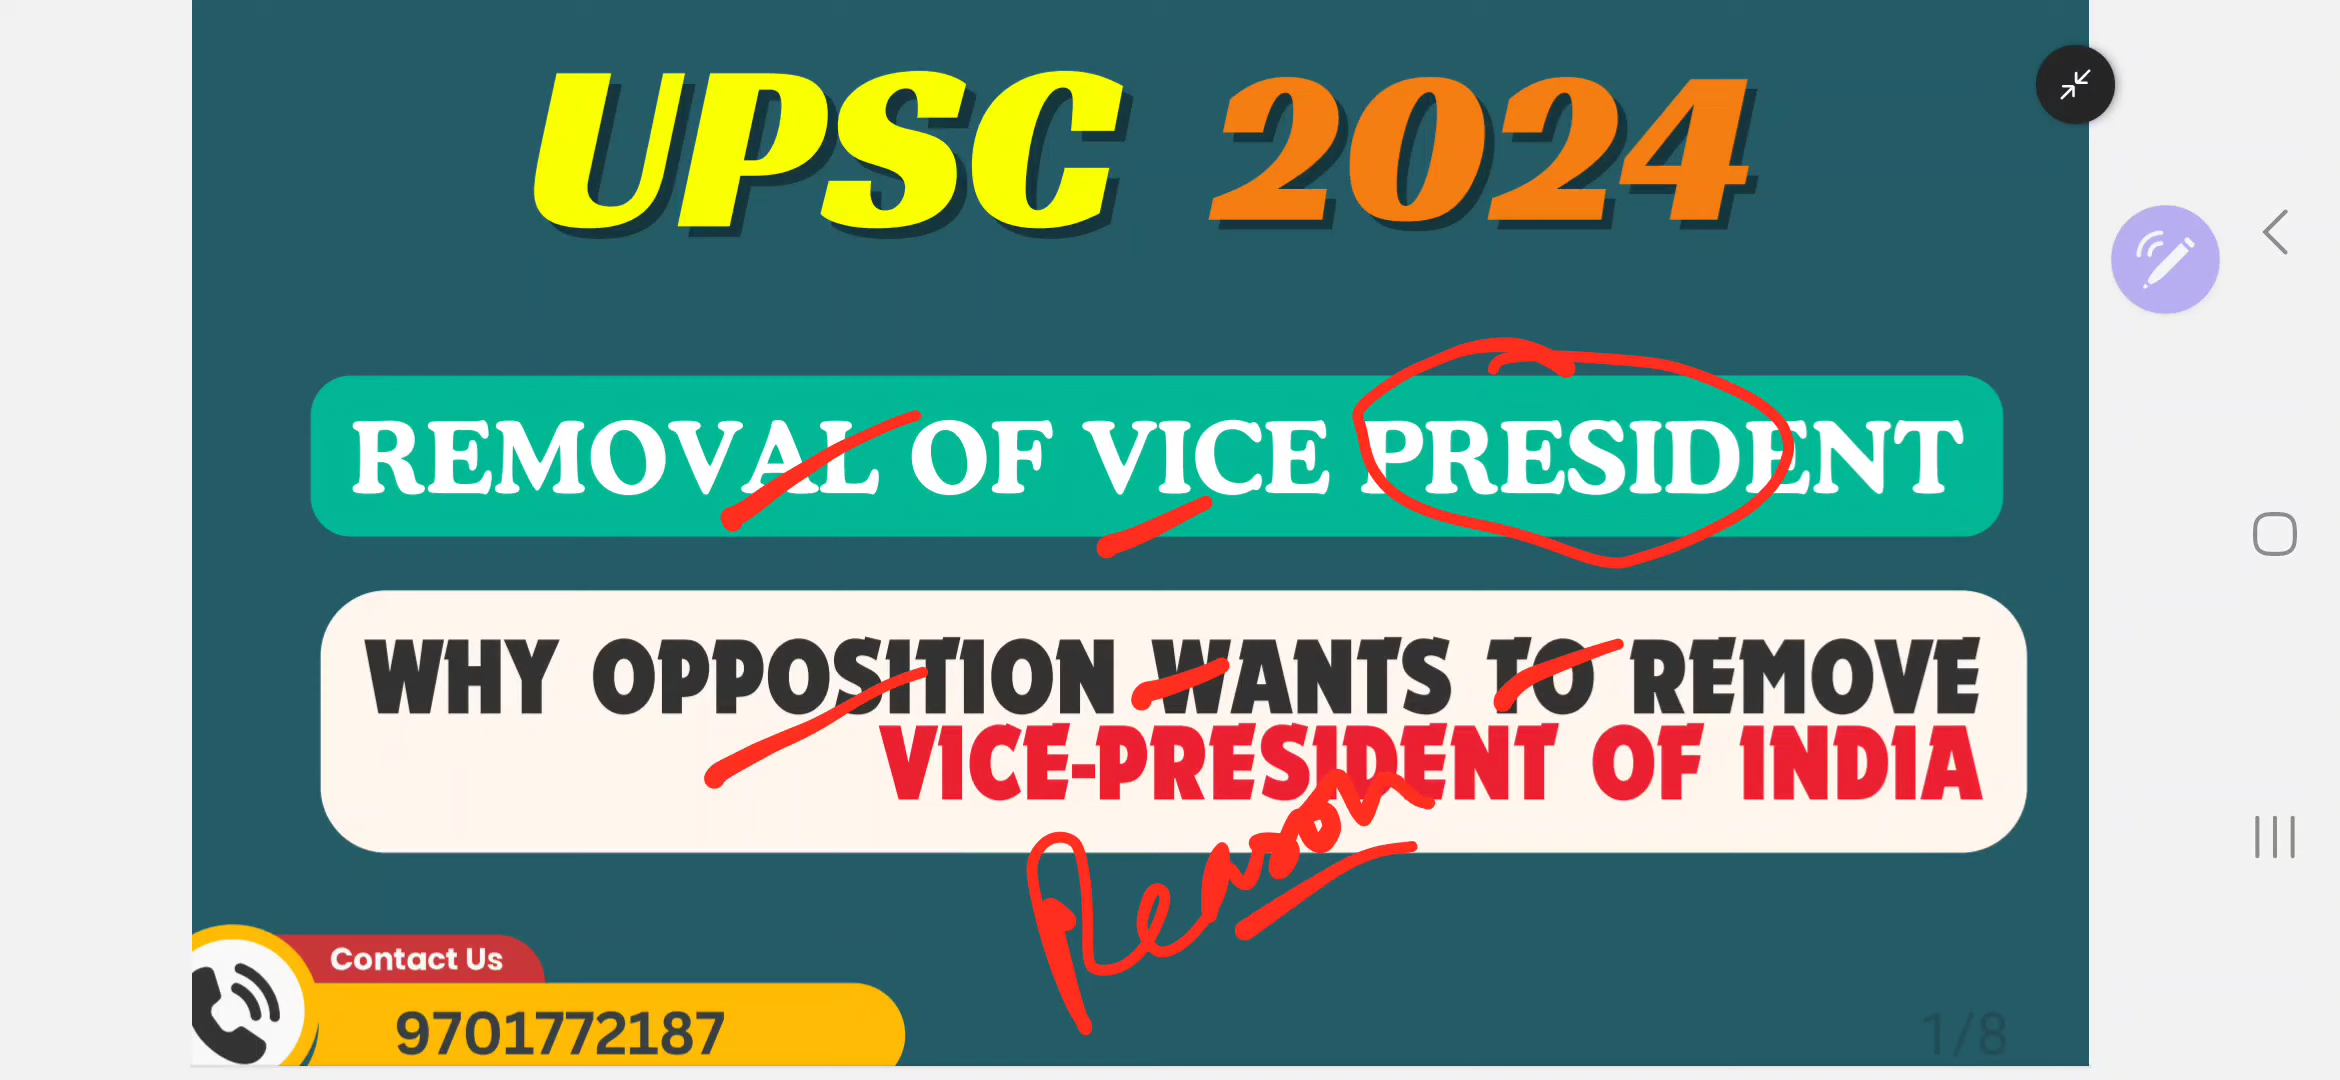 UPSC 2024
REMOVAL OF VICE PRESIDENT
WHY OPPOSITION WANTS TO REMOVE
VICE-PRESIDENT OF INDIA
Reason
Contact Us
9701772187
1/8